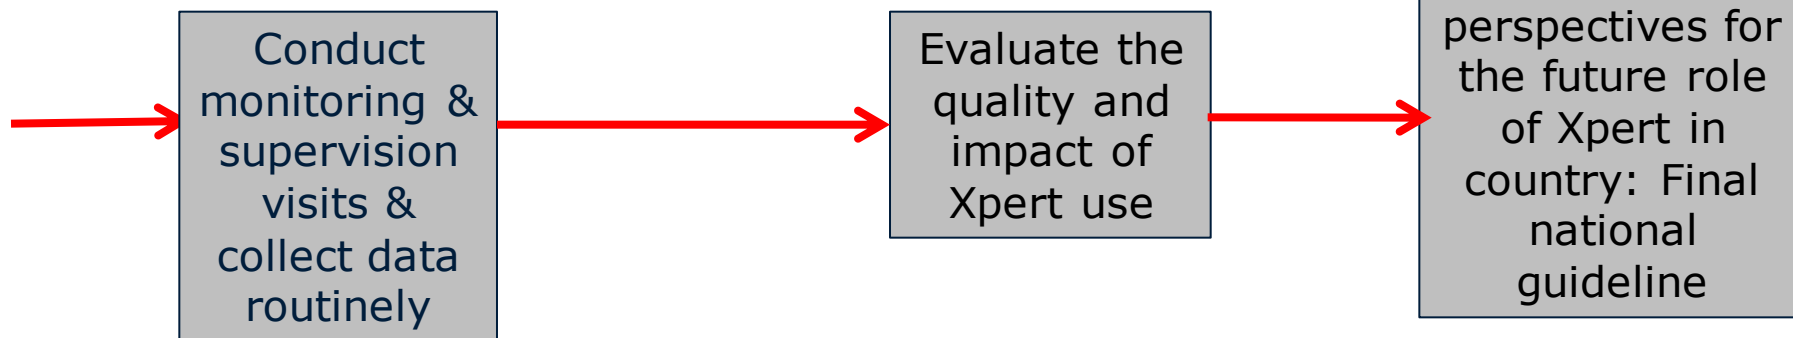 Conduct
monitoring &
supervision
visits &
collect data
routinely
Evaluate the
quality and
impact of
Xpert use
perspectives for
the future role
of Xpert in
country: Final
national
guideline